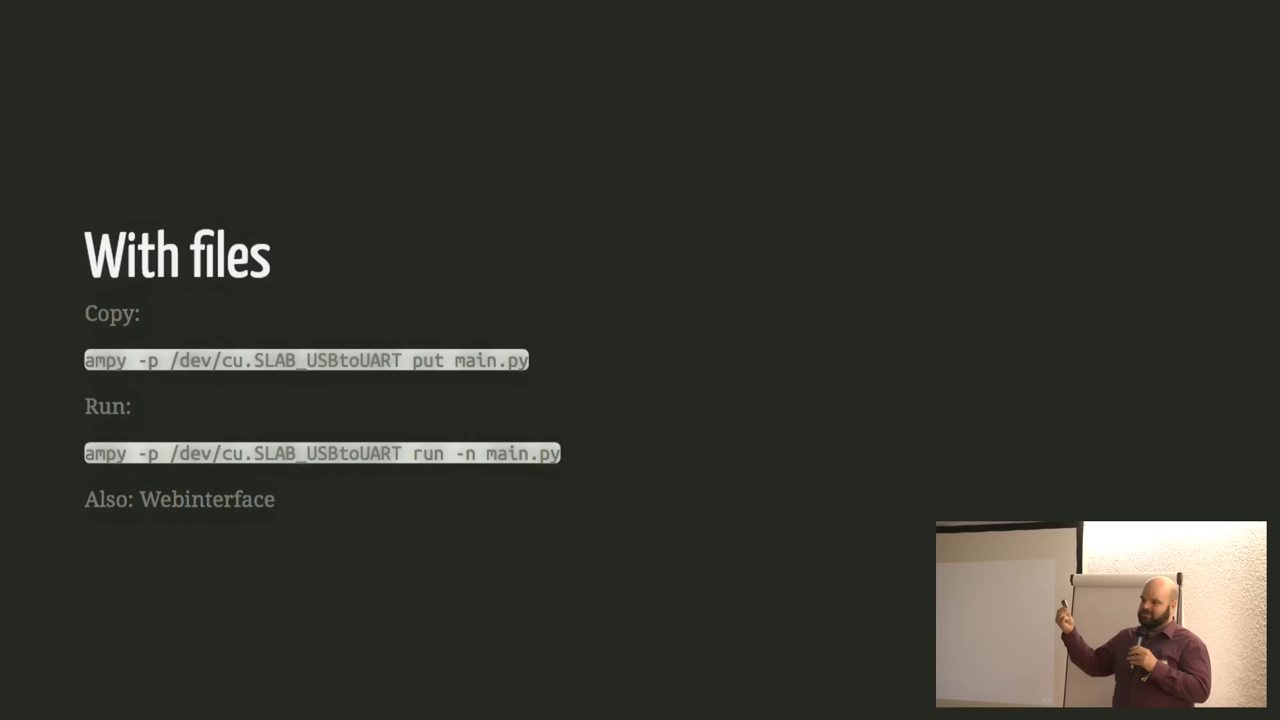 With files
Copy:
ampy -p /dev/cu.SLAB_USBtoUART put main.py
Run:
ampy -p /dev/cu.SLAB_USBtoUART run -n main.py
Also: Webinterface